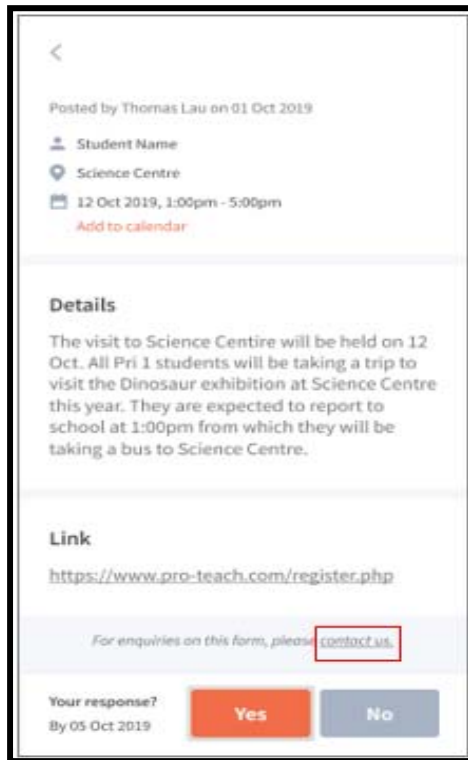 Posted by Thomas Lau on 01 Oct 2019
Student Name
Science Centre
12 Oct 2019, 1:00pm - 5:00pm
Add to calendar
Details
The visit to Science Centire will be held on 12
Oct. All Pri 1 students will be taking a trip to
visit the Dinosaur exhibition at Science Centre
this year. They are expected to report to
school at 1:00pm from which they will be
taking a bus to Science Centre.
Link
https://www.pro-teach.com/register.php
For enquiries on this form, please contact us.
Your response?
By 05 Oct 2019
Yes
No